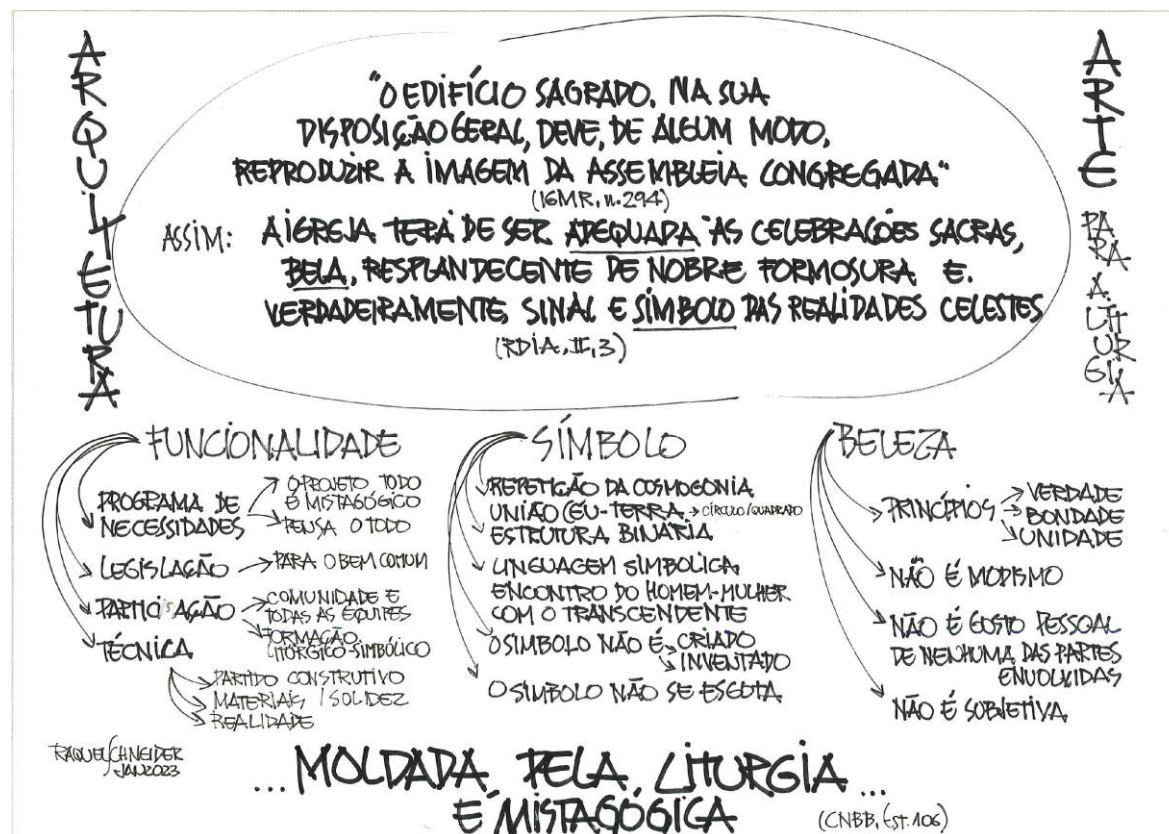 ARQUITETURA
"O EDIFÍCIO SAGRADO, NA SUA
DISPOSIÇÃO GERAL, DEVE, DE ALGUM MODO,
REPRODUZIR A IMAGEM DA ASSEMBLEIA CONGREGADA"
(IGMR, n. 294)
ASSIM: A IGREJA TERÁ DE SER ADEQUADA ÀS CELEBRAÇÕES SACRAS,
BELA, RESPLANDECENTE DE NOBRE FORMOSURA E
VERDADEIRAMENTE SINAL E SÍMBOLO DAS REALIDADES CELESTES
(RDIA, II, 3)
ARTE
PARA A LITURGIA
FUNCIONALIDADE
PROGRAMA DE
NECESSIDADES
O PROJETO TODO
É MISTAGÓGICO
PENSA O TODO
LEGISLAÇÃO
PARA O BEM COMUM
PARTICIPAÇÃO
COMUNIDADE E
TODAS AS EQUIPES
FORMAÇÃO
LITÚRGICO-SIMBÓLICO
TÉCNICA
PARTIDO CONSTRUTIVO
MATERIAIS / SOLIDEZ
REALIDADE
SÍMBOLO
REPETIÇÃO DA COSMOGONIA
UNIÃO CÉU-TERRA CÍRCULO/QUADRADO
ESTRUTURA BINÁRIA
LINGUAGEM SIMBÓLICA
ENCONTRO DO HOMEM-MULHER
COM O TRANSCENDENTE
O SÍMBOLO NÃO É CRIADO
INVENTADO
O SÍMBOLO NÃO SE ESGOTA
BELEZA
PRINCÍPIOS
VERDADE
BONDADE
UNIDADE
NÃO É MODISMO
NÃO É GOSTO PESSOAL
DE NENHUMA DAS PARTES
ENVOLVIDAS
NÃO É SUBJETIVA
RAQUEL SCHNEIDER
JAN2023
...MOLDADA PELA LITURGIA...
É MISTAGÓGICA
(CNBB, Est. 106)